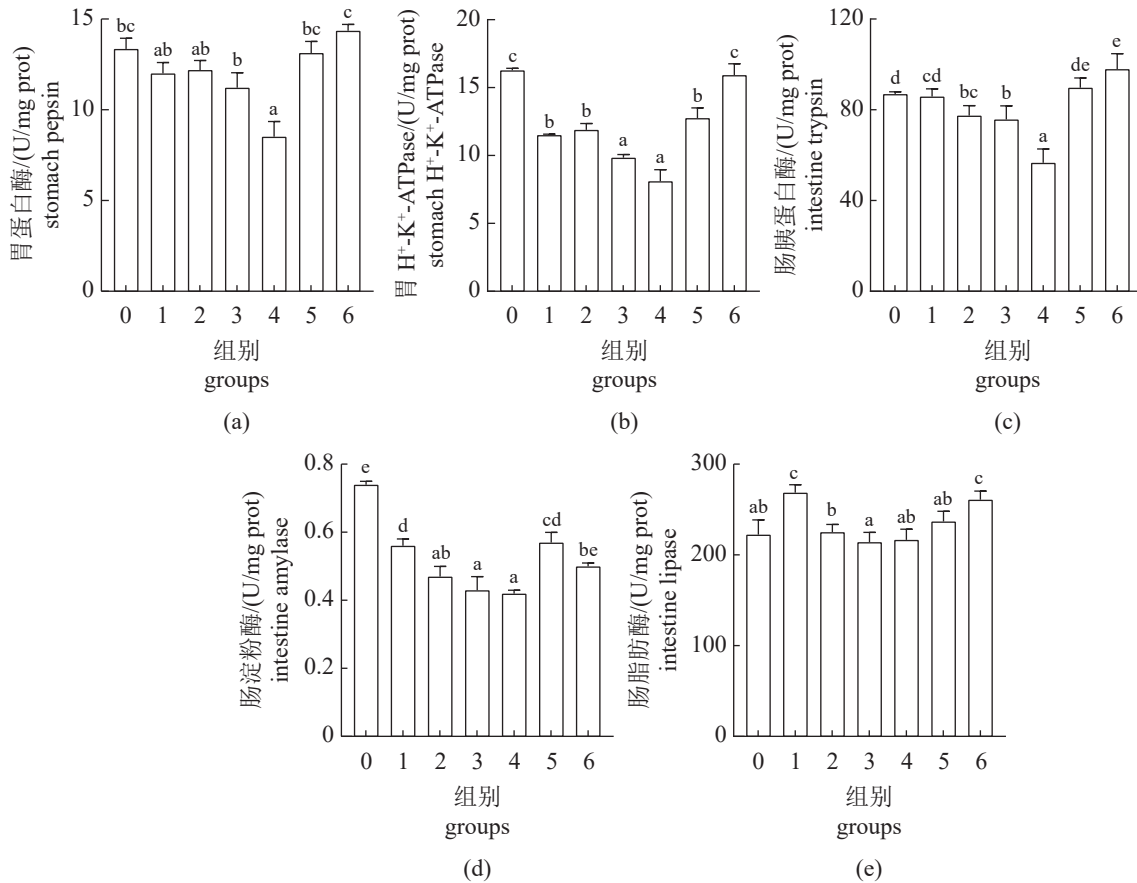 胃蛋白酶/(U/mg prot)
stomach pepsin
15
10
5
0
bc
ab
ab
b
a
bc
c
0 1 2 3 4 5 6
组别
groups
(a)
胃 H⁺-K⁺-ATPase/(U/mg prot)
stomach H⁺-K⁺-ATPase
20
15
10
5
0
c
b
b
a
a
b
c
0 1 2 3 4 5 6
组别
groups
(b)
肠胰蛋白酶/(U/mg prot)
intestine trypsin
120
80
40
0
d
cd
bc
b
a
de
e
0 1 2 3 4 5 6
组别
groups
(c)
肠淀粉酶/(U/mg prot)
intestine amylase
0.8
0.6
0.4
0.2
0
e
d
ab
a
a
cd
be
0 1 2 3 4 5 6
组别
groups
(d)
肠脂肪酶/(U/mg prot)
intestine lipase
300
200
100
0
ab
c
b
a
ab
ab
c
0 1 2 3 4 5 6
组别
groups
(e)